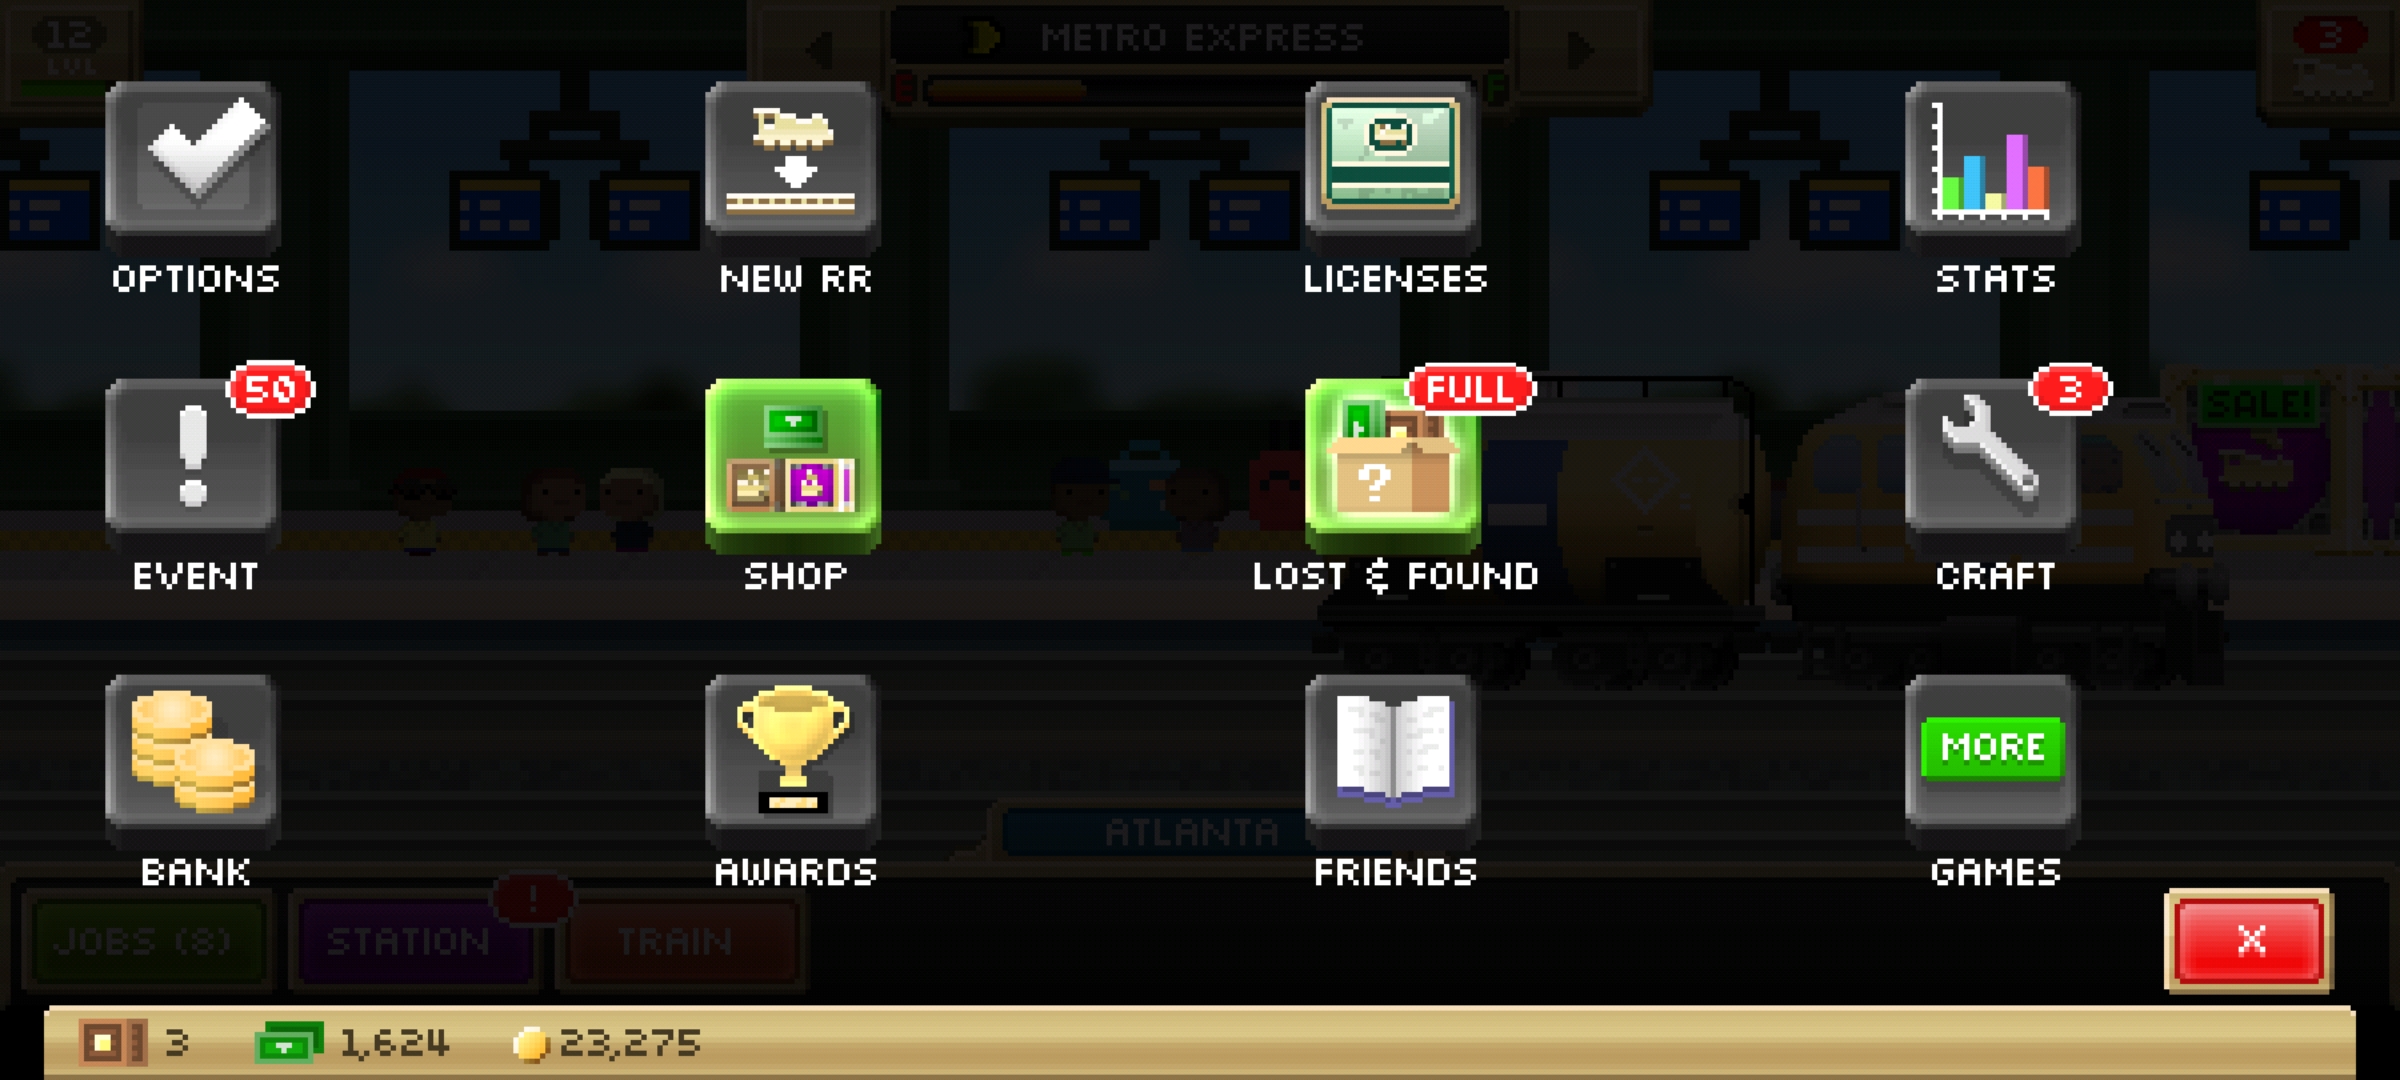 12
LVL
METRO EXPRESS
3
E
F
OPTIONS
NEW RR
LICENSES
STATS
50
FULL
3
SALE!
?
EVENT
SHOP
LOST & FOUND
CRAFT
MORE
ATLANTA
BANK
AWARDS
FRIENDS
GAMES
!
JOBS (8)
STATION
TRAIN
X
3
1,624
23,275